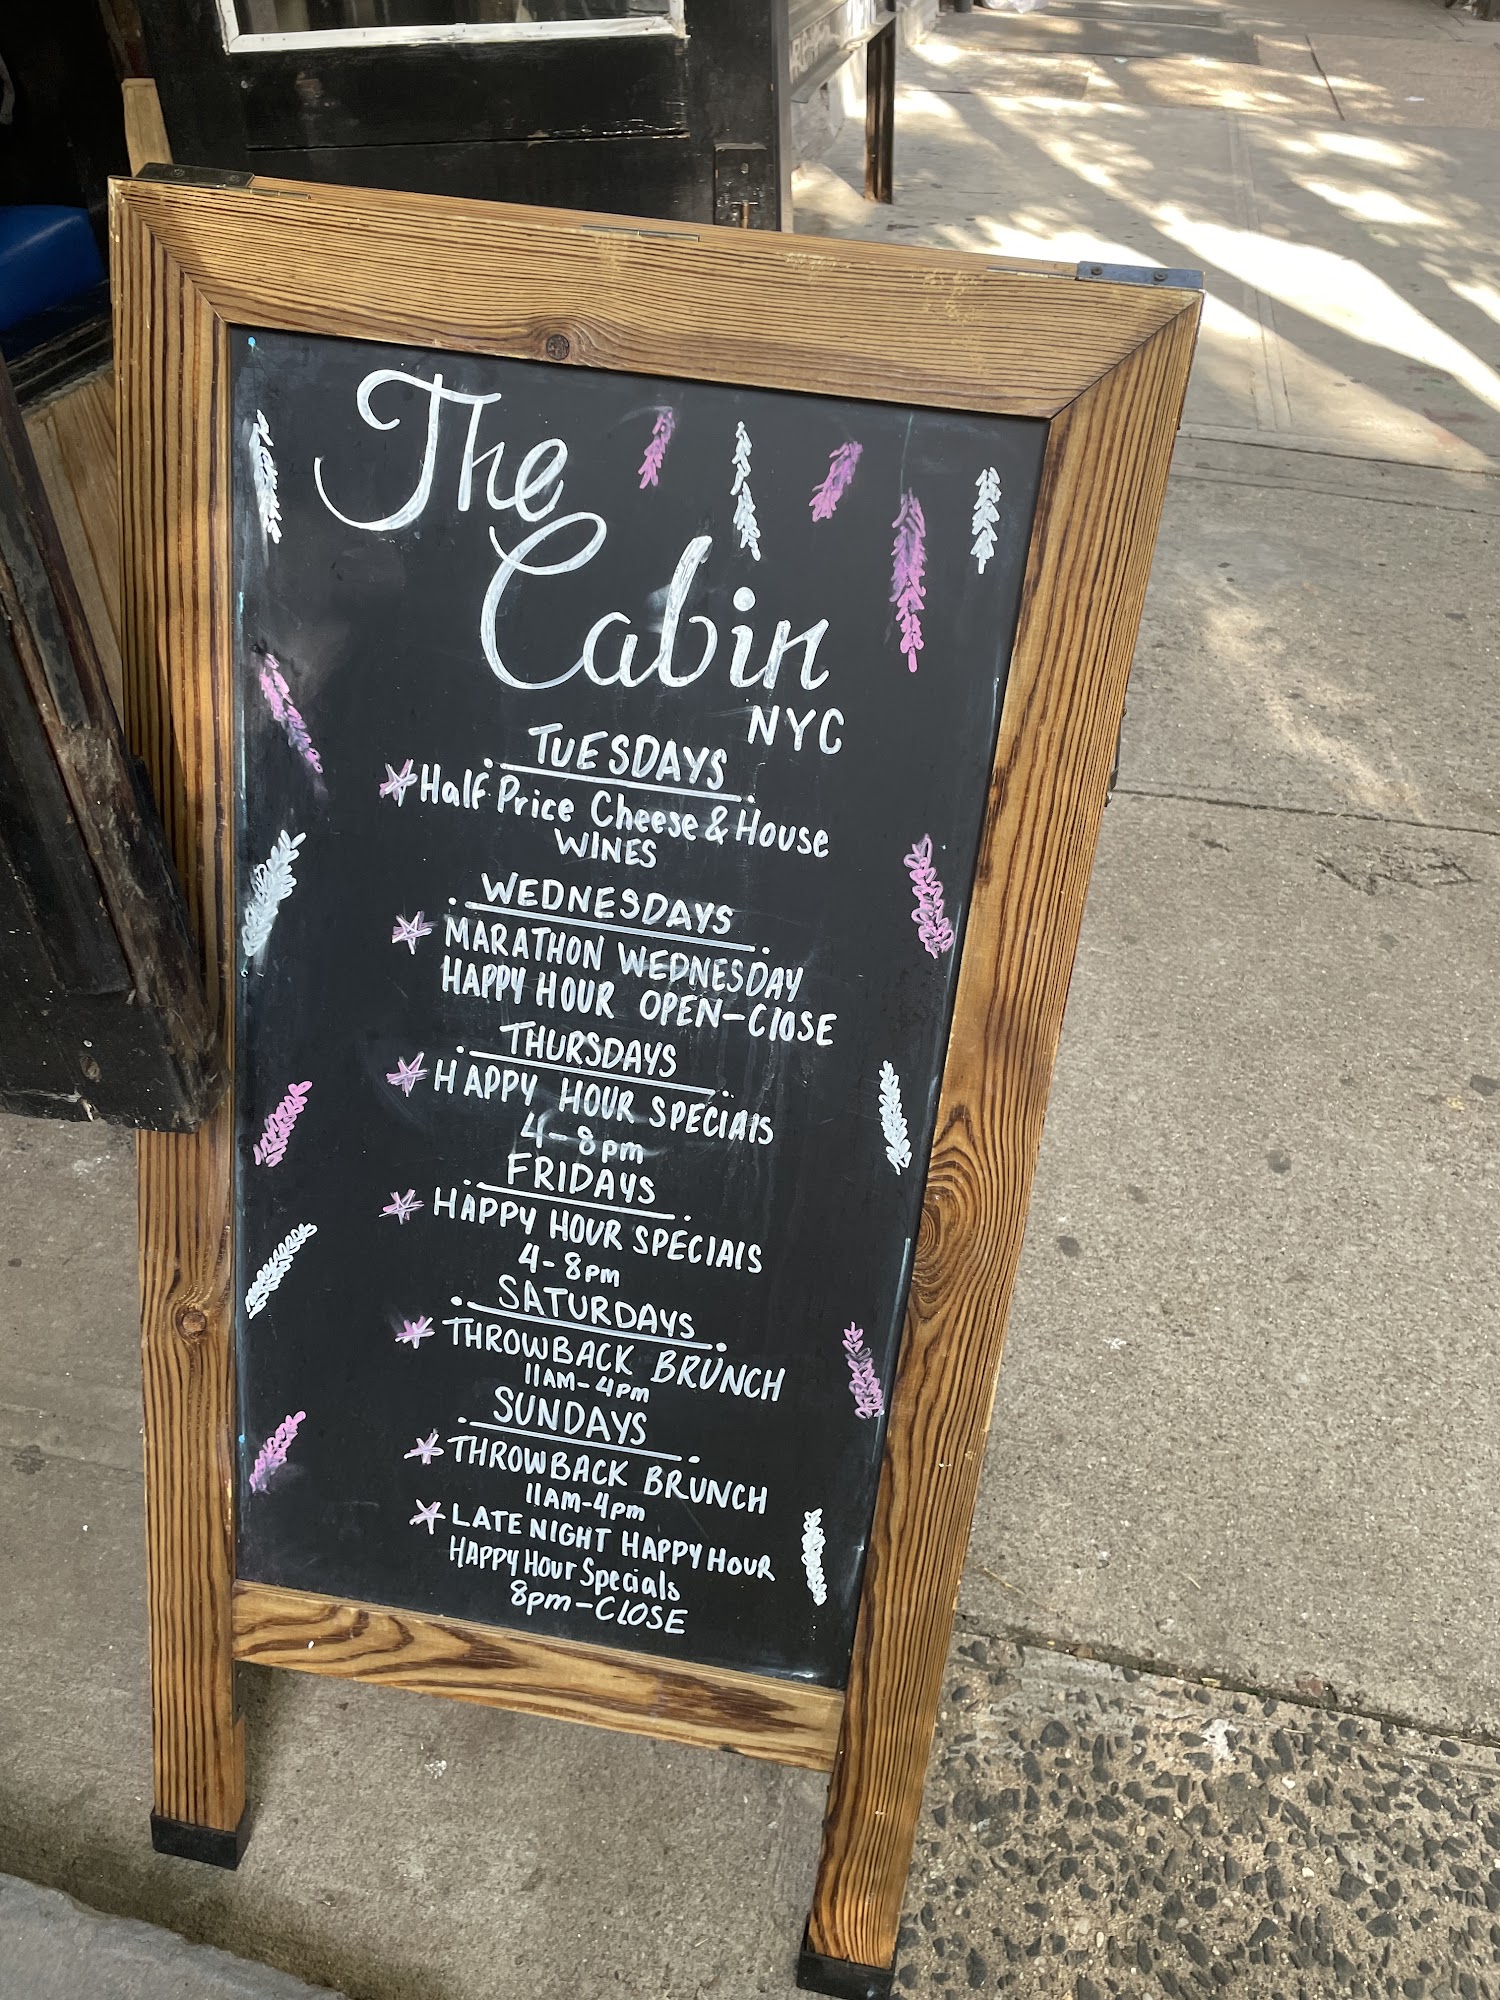 The
Cabin
NYC
TUESDAYS
Half Price Cheese & House
WINES
WEDNESDAYS
MARATHON WEDNESDAY
HAPPY HOUR OPEN-ClOSE
THURSDAYS
HAPPY HOUR SPECIAlS
4-8pm
FRIDAYS
HAPPY HOUR SPECIAlS
4-8pm
SATURDAYS
THROWBACK BRUNCH
11AM-4pm
SUNDAYS
THROWBACK BRUNCH
11AM-4pm
LATE NIGHT HAPPY HOUR
HAPPY HOUr Specials
8pm-CLOSE